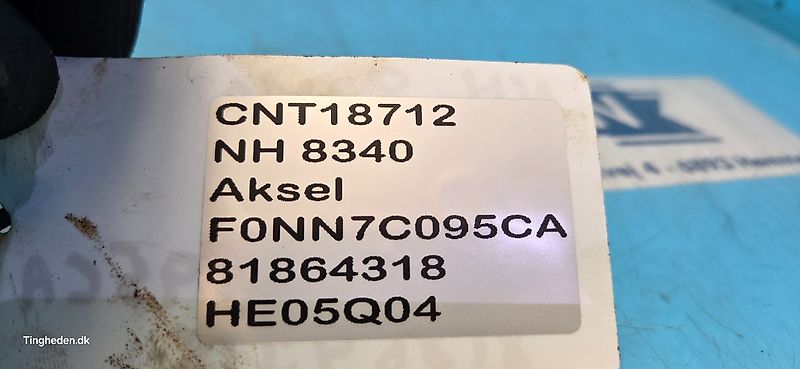 CNT18712
NH 8340
Aksel
F0NN7C095CA
81864318
HE05Q04
Tingheden.dk